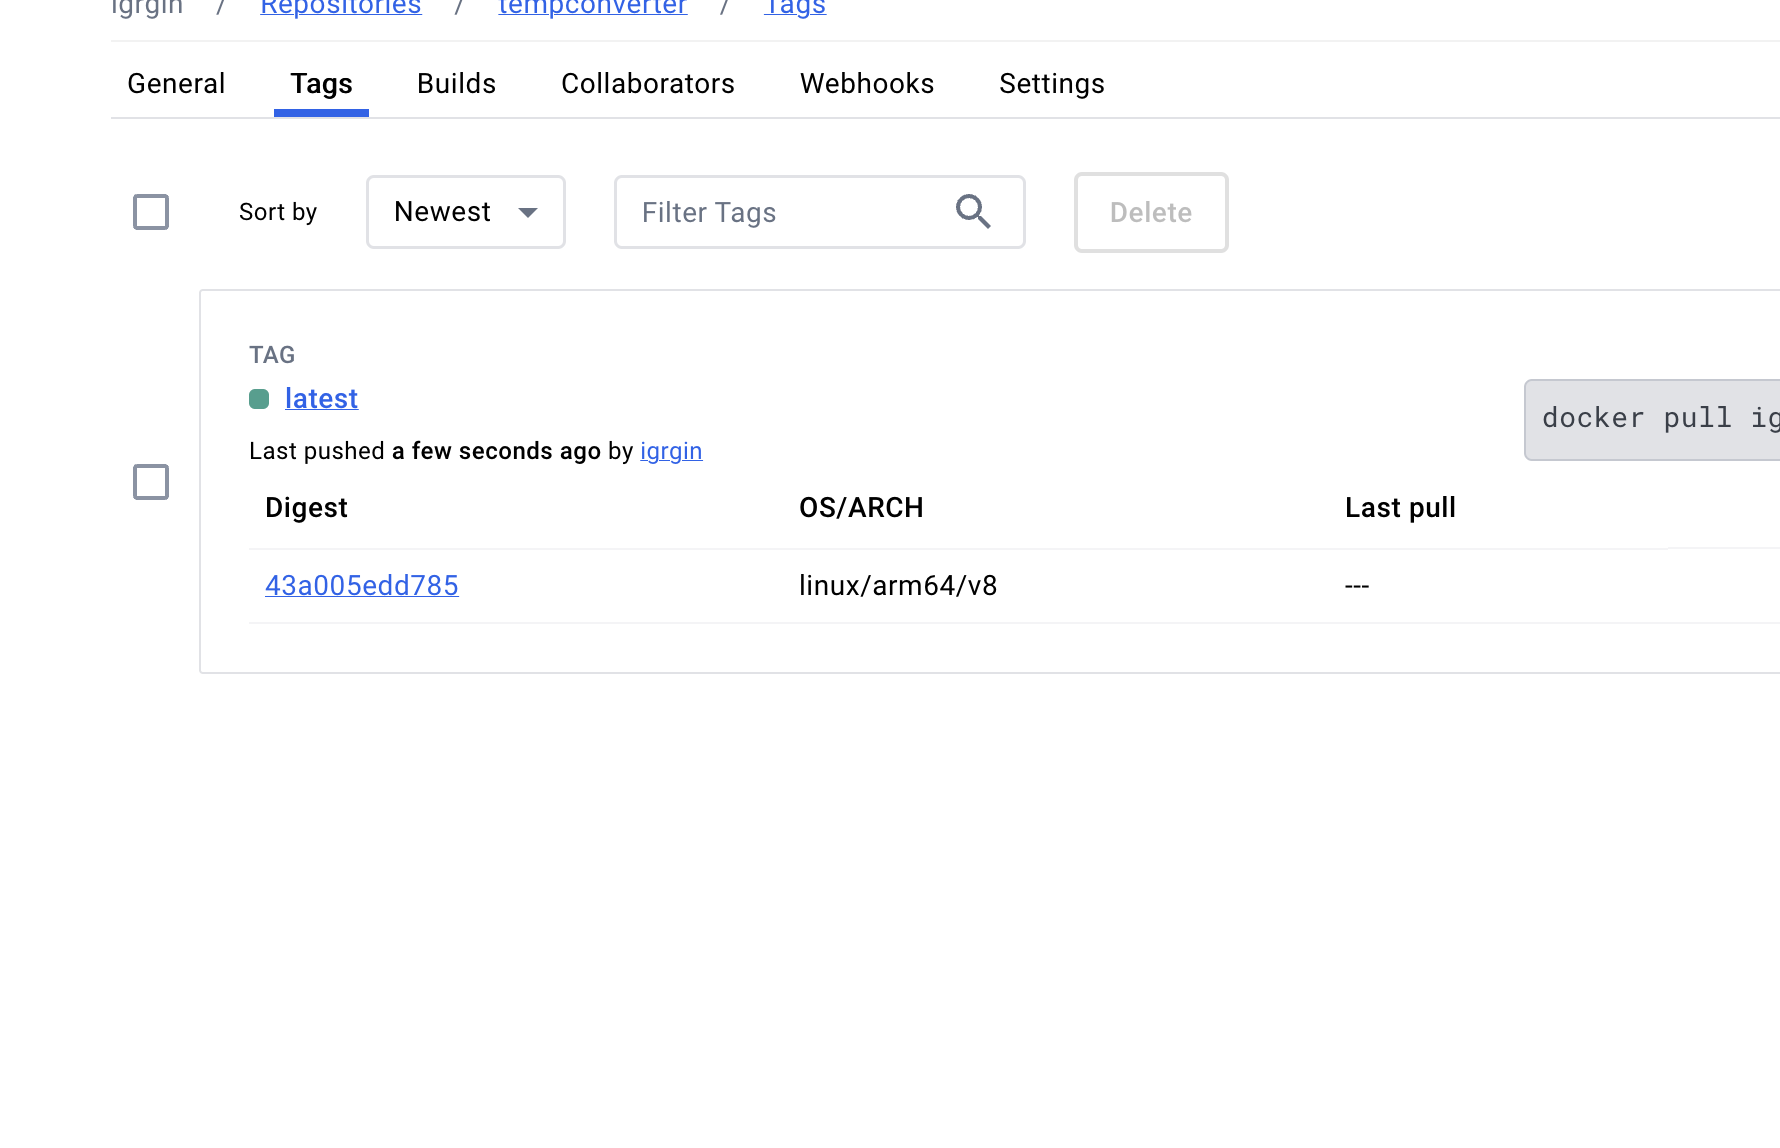 igrgin / Repositories / tempconverter / Tags
General Tags Builds Collaborators Webhooks Settings
Sort by Newest Filter Tags Delete
TAG
latest
docker pull ig
Last pushed a few seconds ago by igrgin
Digest OS/ARCH Last pull
43a005edd785 linux/arm64/v8 ---